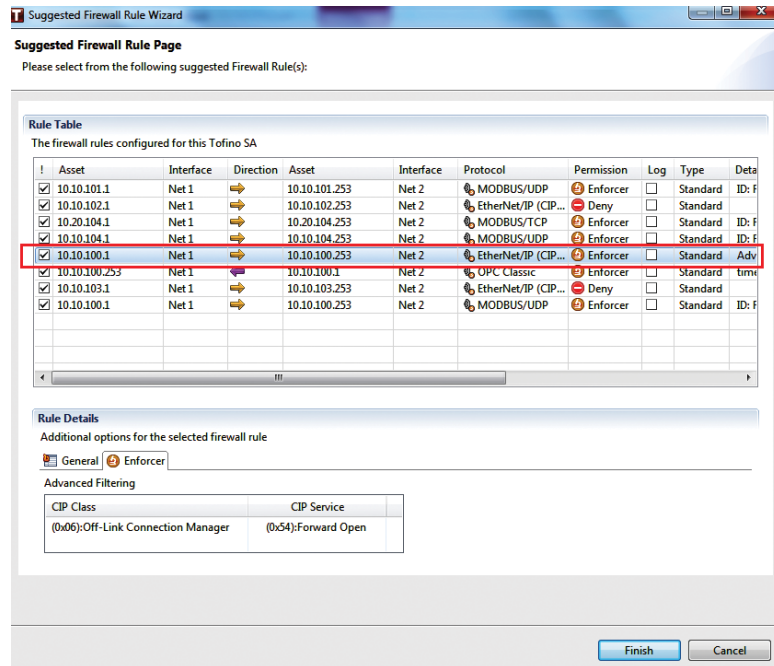 Suggested Firewall Rule Wizard
Suggested Firewall Rule Page
Please select from the following suggested Firewall Rule(s):
Rule Table
The firewall rules configured for this Tofino SA
! Asset Interface Direction Asset Interface Protocol Permission Log Type Deta
10.10.101.1 Net 1 10.10.101.253 Net 2 MODBUS/UDP Enforcer Standard ID: F
10.10.102.1 Net 1 10.10.102.253 Net 2 EtherNet/IP (CIP... Deny Standard
10.20.104.1 Net 1 10.20.104.253 Net 2 MODBUS/TCP Enforcer Standard ID: F
10.10.104.1 Net 1 10.10.104.253 Net 2 MODBUS/UDP Enforcer Standard ID: F
10.10.100.1 Net 1 10.10.100.253 Net 2 EtherNet/IP (CIP... Enforcer Standard Adv
10.10.100.253 Net 1 10.10.100.1 Net 2 OPC Classic Enforcer Standard time
10.10.103.1 Net 1 10.10.103.253 Net 2 EtherNet/IP (CIP... Deny Standard
10.10.100.1 Net 1 10.10.100.253 Net 2 MODBUS/UDP Enforcer Standard ID: F
Rule Details
Additional options for the selected firewall rule
General Enforcer
Advanced Filtering
CIP Class CIP Service
(0x06):Off-Link Connection Manager (0x54):Forward Open
Finish Cancel